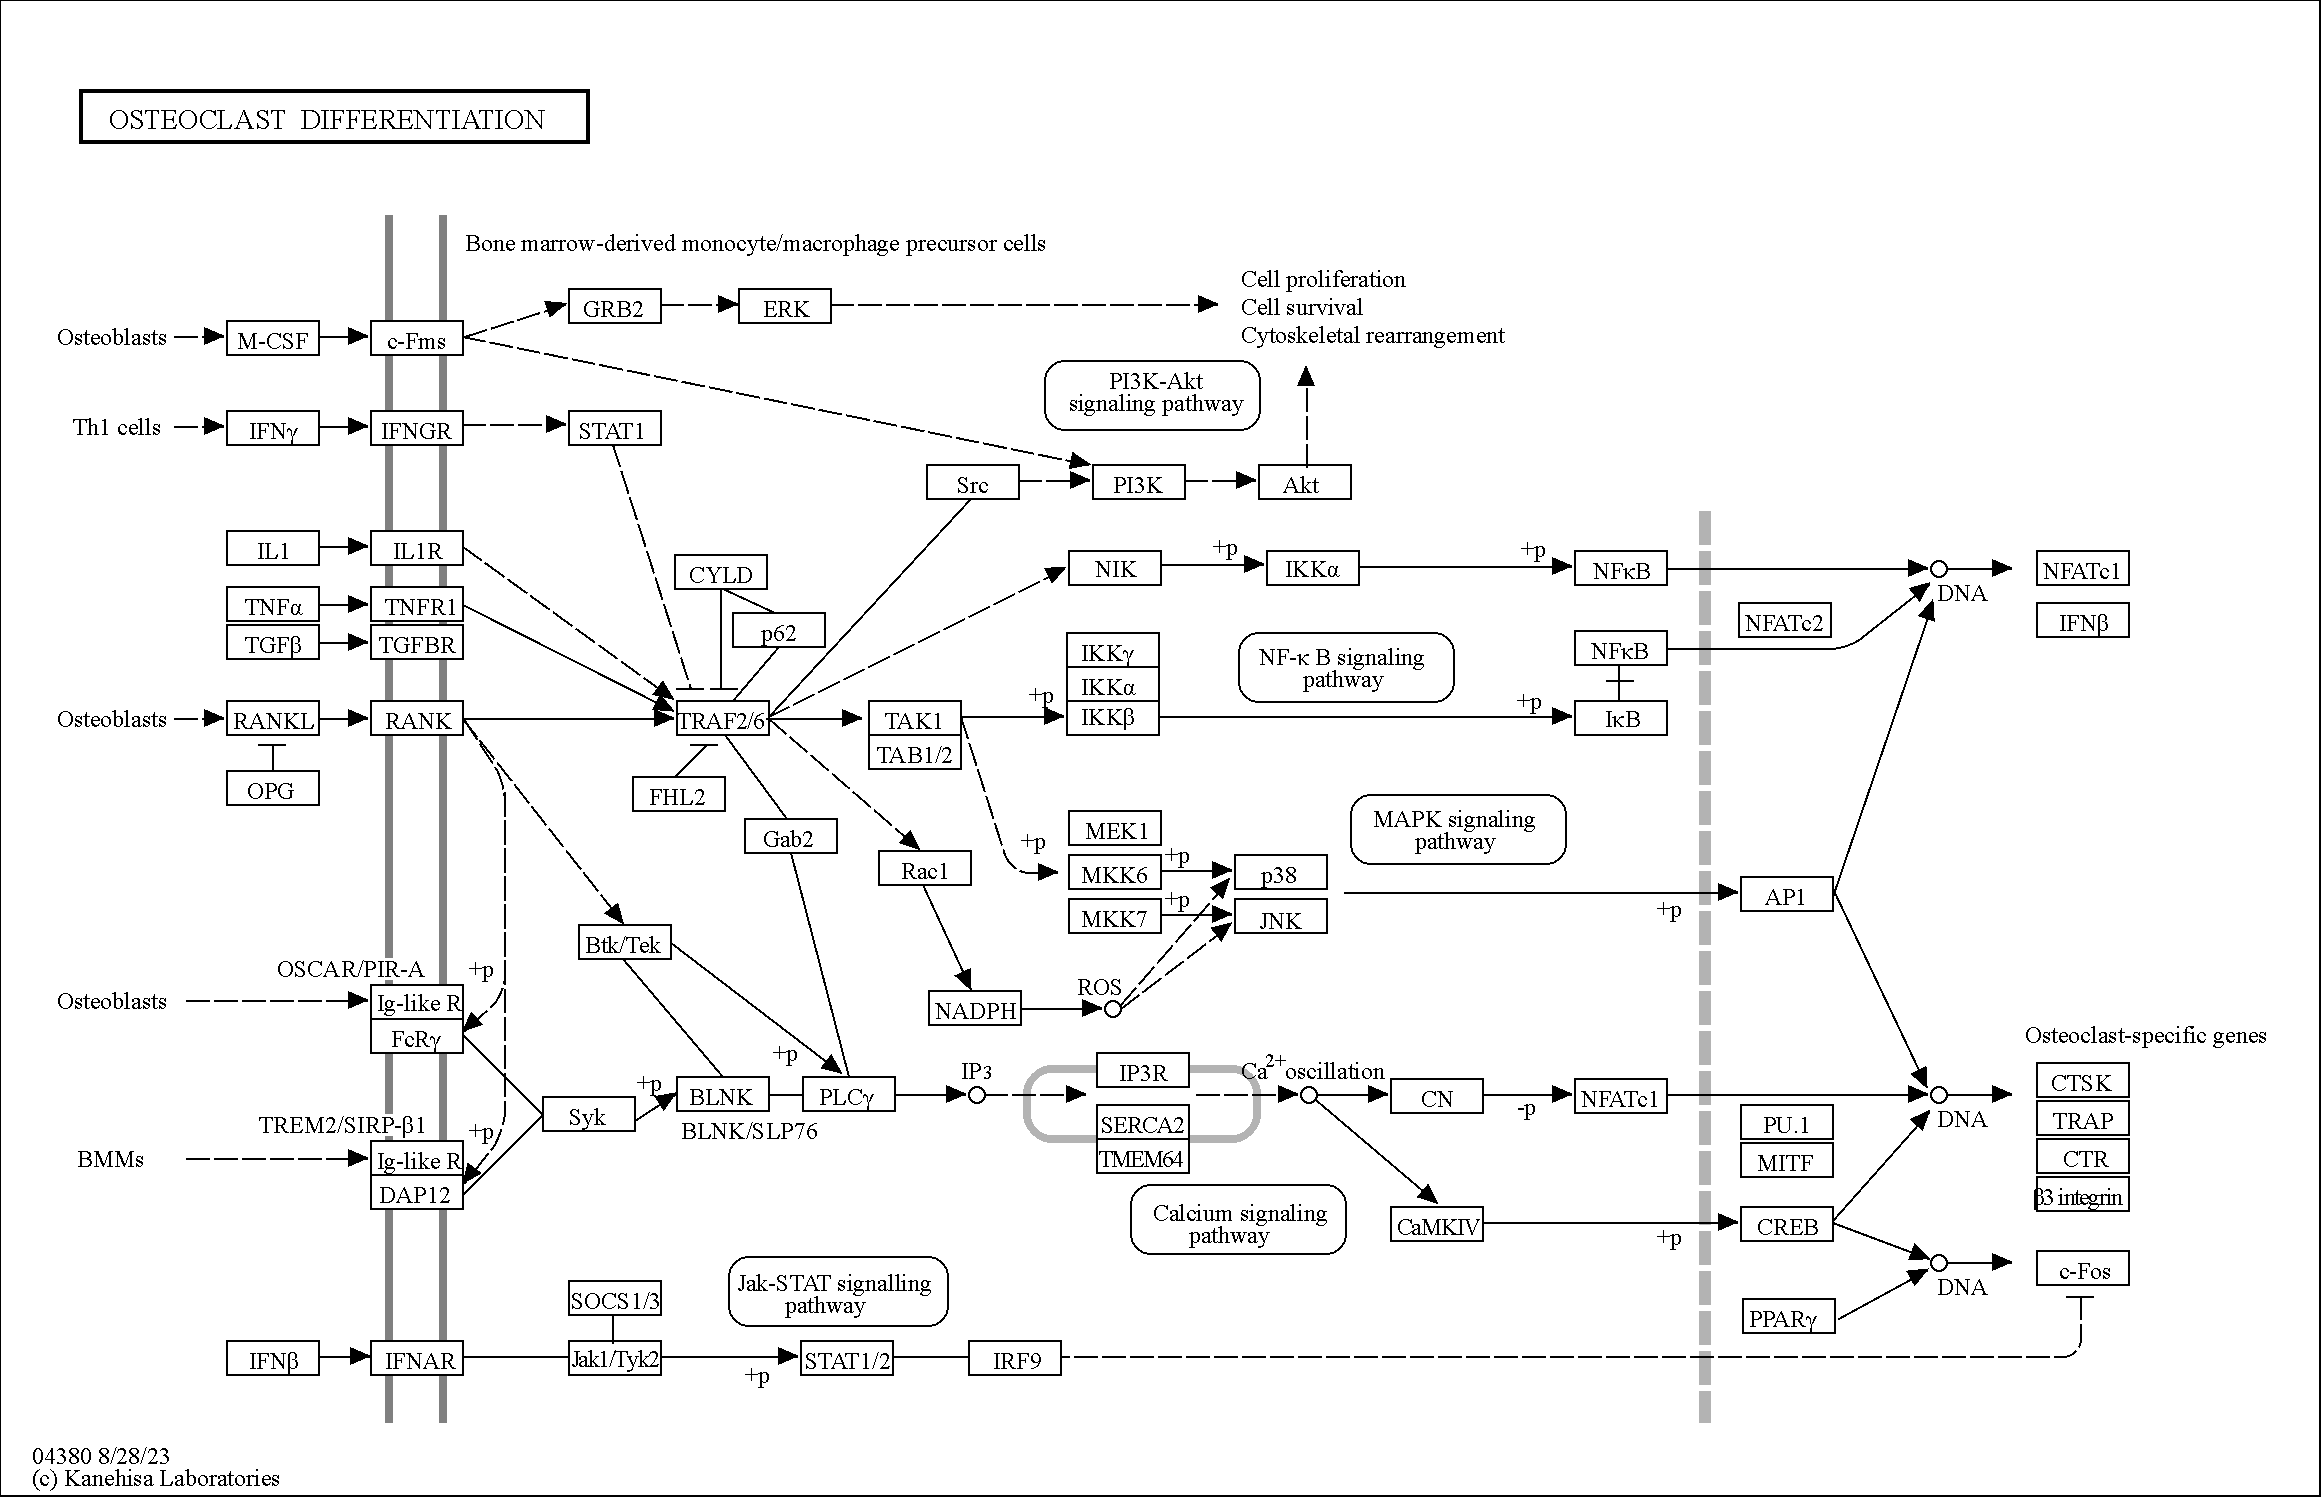 OSTEOCLAST DIFFERENTIATION
Bone marrow-derived monocyte/macrophage precursor cells
Cell proliferation
Cell survival
Cytoskeletal rearrangement
GRB2
ERK
Osteoblasts
M-CSF
c-Fms
PI3K-Akt
signaling pathway
Th1 cells
IFNγ
IFNGR
STAT1
Src
PI3K
Akt
IL1
IL1R
CYLD
NIK
+p
IKKα
+p
NFκB
DNA
NFATc1
TNFα
TNFR1
p62
NFATc2
IFNβ
TGFβ
TGFBR
IKKγ
IKKα
IKKβ
NF-κ B signaling
pathway
NFκB
Osteoblasts
RANKL
RANK
TRAF2/6
TAK1
TAB1/2
+p
+p
IκB
OPG
FHL2
Gab2
Rac1
+p
MEK1
MKK6
+p
p38
MKK7
+p
JNK
MAPK signaling
pathway
+p
AP1
Btk/Tek
OSCAR/PIR-A
+p
Osteoblasts
Ig-like R
FcRγ
NADPH
ROS
Osteoclast-specific genes
+p
+p
BLNK
PLCγ
IP3
IP3R
Ca2+ oscillation
CN
-p
NFATc1
DNA
CTSK
Syk
BLNK/SLP76
SERCA2
TMEM64
PU.1
MITF
TRAP
CTR
β3 integrin
TREM2/SIRP-β1
+p
BMMs
Ig-like R
DAP12
Calcium signaling
pathway
CaMKIV
+p
CREB
DNA
c-Fos
PPARγ
Jak-STAT signalling
pathway
SOCS1/3
IFNβ
IFNAR
Jak1/Tyk2
+p
STAT1/2
IRF9
04380 8/28/23
(c) Kanehisa Laboratories